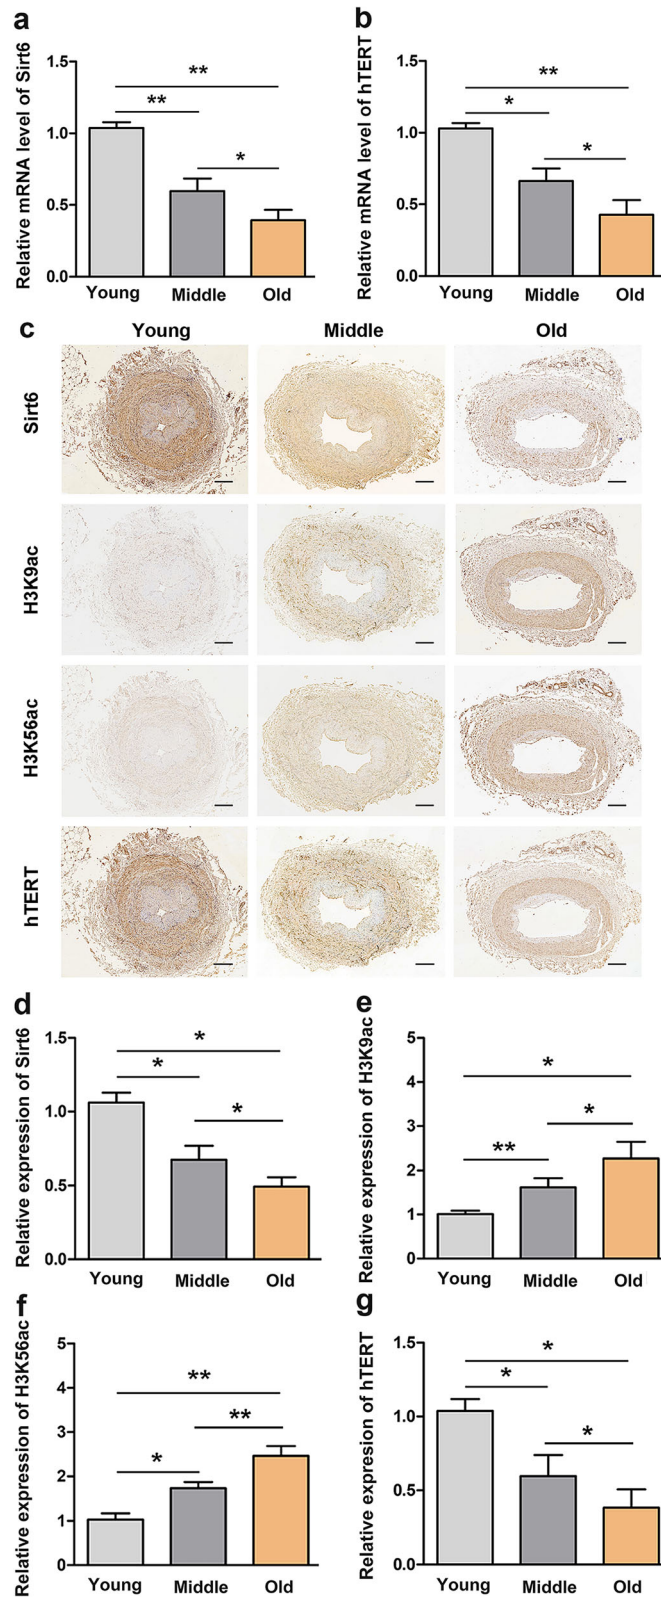 a
Relative mRNA level of Sirt6
1.5
1.0
0.5
0.0
**
**
*
Young Middle Old
b
Relative mRNA level of hTERT
1.5
1.0
0.5
0.0
**
*
*
Young Middle Old
c
Young Middle Old
Sirt6
H3K9ac
H3K56ac
hTERT
d
Relative expression of Sirt6
1.5
1.0
0.5
0.0
*
*
*
Young Middle Old
e
Relative expression of H3K9ac
5
4
3
2
1
0
*
*
**
Young Middle Old
f
Relative expression of H3K56ac
5
4
3
2
1
0
**
**
*
Young Middle Old
g
Relative expresion of hTERT
1.5
1.0
0.5
0.0
*
*
*
Young Middle Old